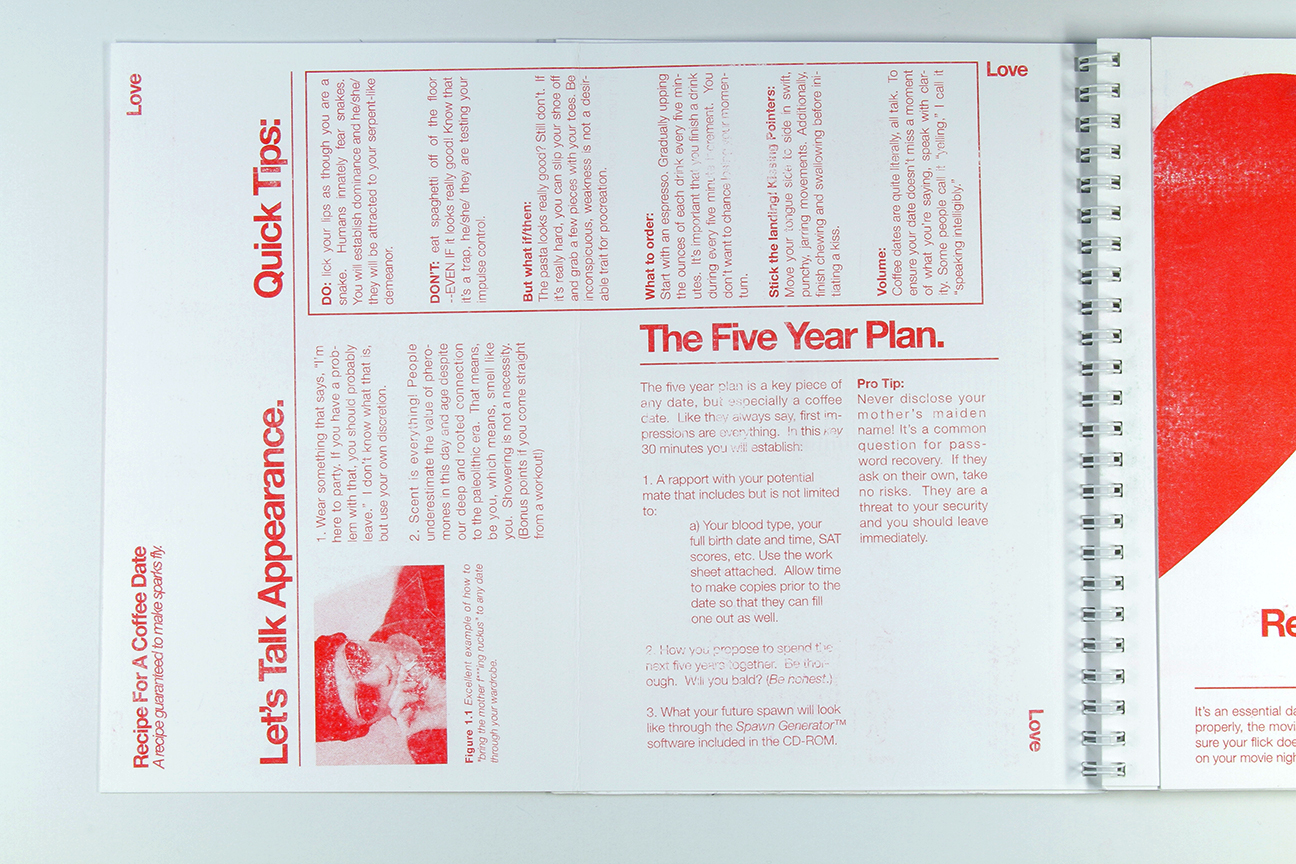 Love
Recipe For A Coffee Date
A recipe guaranteed to make sparks fly.
Let's Talk Appearance.
Figure 1.1 Excellent example of how to
"bring the mother f***ing ruckus" to any date
through your wardrobe.
1. Wear something that says, "I'm
here to party. If you have a prob-
lem with that, you should probably
leave." I don't know what that is,
but use your own discretion.
2. Scent is everything! People
underestimate the value of phero-
mones in this day and age despite
our deep and rooted connection
to the paleolithic era. That means,
be you, which means, smell like
you. Showering is not a necessity.
(Bonus points if you come straight
from a workout!)
Quick Tips:
DO: lick your lips as though you are a
snake. Humans innately fear snakes.
You will establish dominance and he/she/
they will be attracted to your serpent-like
demeanor.
DON'T: eat spaghetti off of the floor
--EVEN IF it looks really good! Know that
it's a trap, he/she/ they are testing your
impulse control.
But what if/then:
The pasta looks really good? Still don't. If
it's really hard, you can slip your shoe off
and grab a few pieces with your toes. Be
inconspicuous, weakness is not a desir-
able trait for procreation.
What to order:
Start with an espresso. Gradually upping
the ounces of each drink every five min-
utes. It's important that you finish a drink
during every five minute increment. You
don't want to chance losing your momen-
tum.
Stick the landing! Kissing Pointers:
Move your tongue side to side in swift,
punchy, jarring movements. Additionally,
finish chewing and swallowing before ini-
tiating a kiss.
Volume:
Coffee dates are quite literally, all talk. To
ensure your date doesn't miss a moment
of what you're saying, speak with clar-
ity. Some people call it "yelling," I call it
"speaking intelligibly."
Love
The Five Year Plan.
The five year plan is a key piece of
any date, but especially a coffee
date. Like they always say, first im-
pressions are everything. In this key
30 minutes you will establish:
1. A rapport with your potential
mate that includes but is not limited
to:
a) Your blood type, your
full birth date and time, SAT
scores, etc. Use the work
sheet attached. Allow time
to make copies prior to the
date so that they can fill
one out as well.
2. How you propose to spend the
next five years together. Be thor-
ough. Will you bald? (Be honest.)
3. What your future spawn will look
like through the Spawn Generator™
software included in the CD-ROM.
Pro Tip:
Never disclose your
mother's maiden
name! It's a common
question for pass-
word recovery. If they
ask on their own, take
no risks. They are a
threat to your security
and you should leave
immediately.
Love
Re
It's an essential da
properly, the movi
sure your flick doe
on your movie nigh